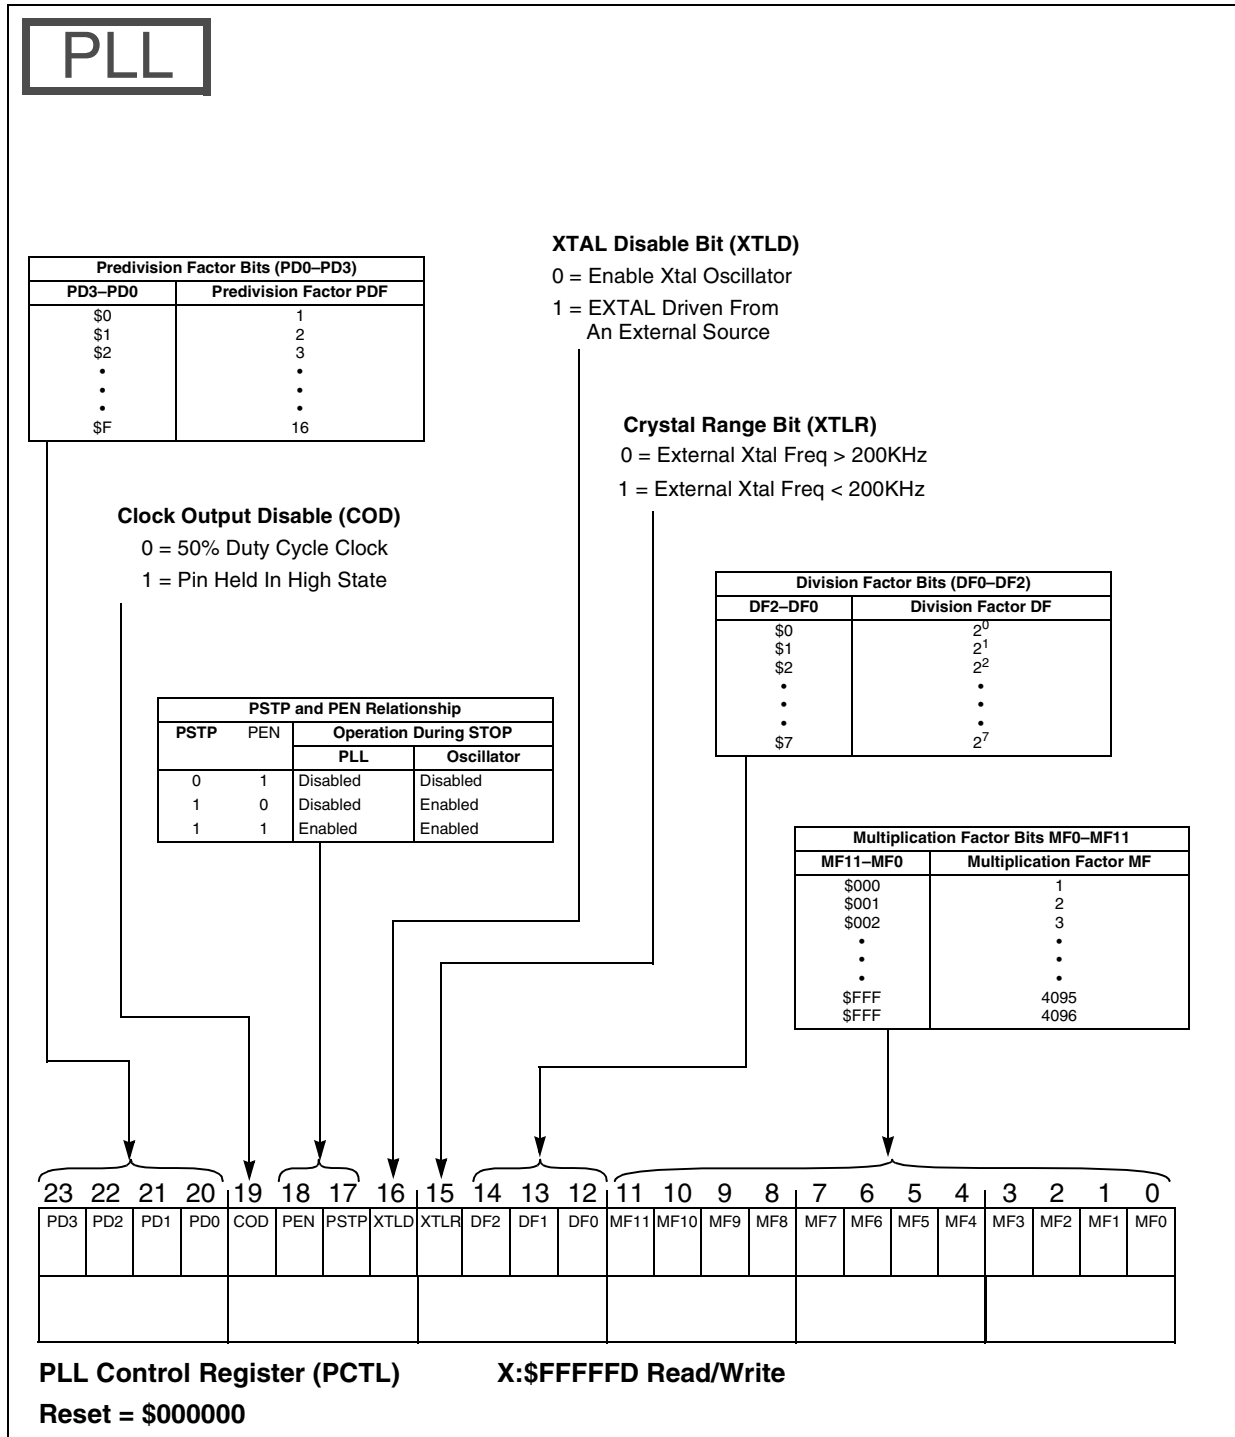 PLL
XTAL Disable Bit (XTLD)
0 = Enable Xtal Oscillator
1 = EXTAL Driven From
An External Source
Predivision Factor Bits (PD0–PD3)
PD3–PD0 Predivision Factor PDF
$0 1
$1 2
$2 3
• •
• •
• •
$F 16
Crystal Range Bit (XTLR)
0 = External Xtal Freq > 200KHz
1 = External Xtal Freq < 200KHz
Clock Output Disable (COD)
0 = 50% Duty Cycle Clock
1 = Pin Held In High State
Division Factor Bits (DF0–DF2)
DF2–DF0 Division Factor DF
$0 2^0
$1 2^1
$2 2^2
• •
• •
• •
$7 2^7
PSTP and PEN Relationship
PSTP PEN Operation During STOP
PLL Oscillator
0 1 Disabled Disabled
1 0 Disabled Enabled
1 1 Enabled Enabled
Multiplication Factor Bits MF0–MF11
MF11–MF0 Multiplication Factor MF
$000 1
$001 2
$002 3
• •
• •
• •
$FFF 4095
$FFF 4096
23 22 21 20 19 18 17 16 15 14 13 12 11 10 9 8 7 6 5 4 3 2 1 0
PD3 PD2 PD1 PD0 COD PEN PSTP XTLD XTLR DF2 DF1 DF0 MF11 MF10 MF9 MF8 MF7 MF6 MF5 MF4 MF3 MF2 MF1 MF0
PLL Control Register (PCTL) X:$FFFFFD Read/Write
Reset = $000000